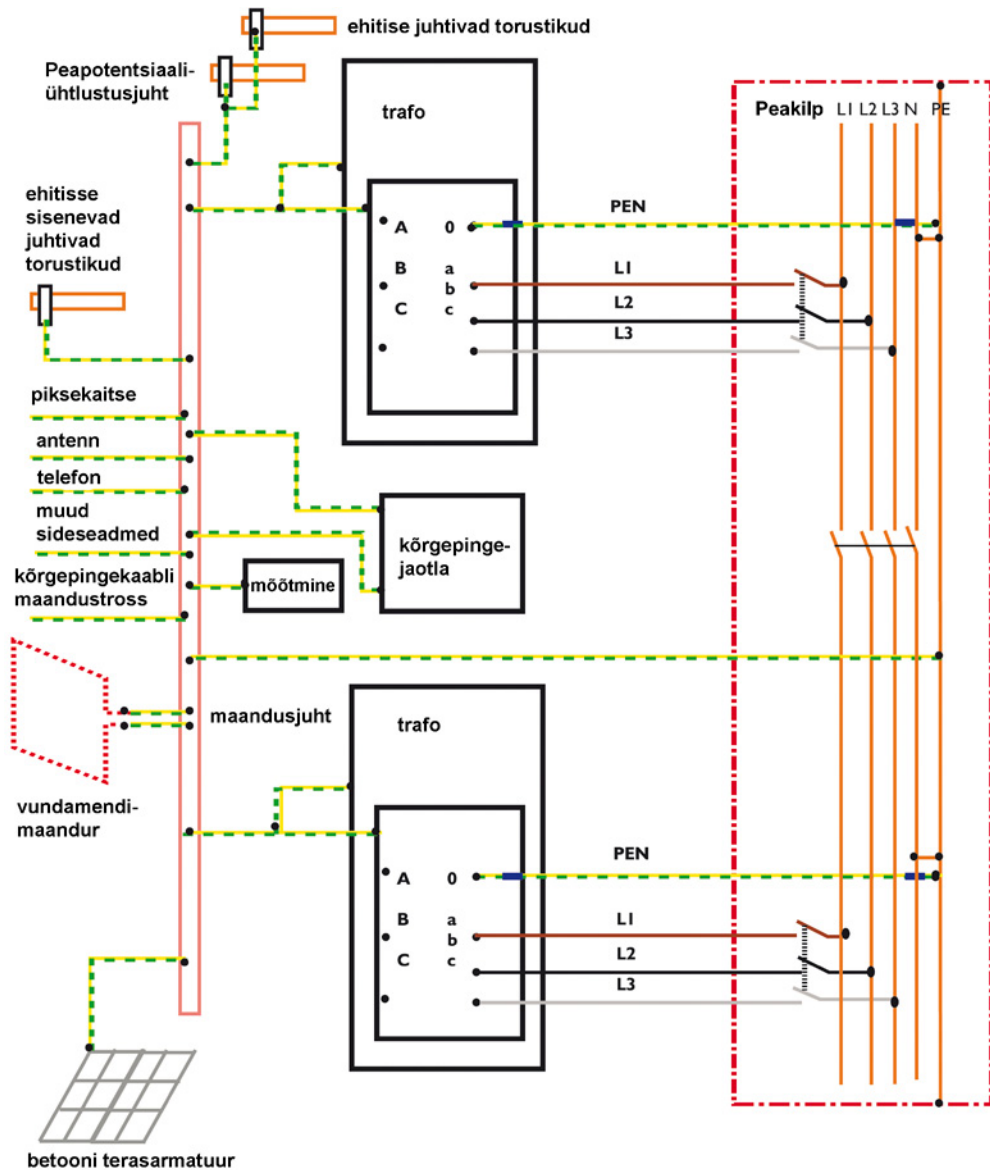 ehitise juhtivad torustikud
Peapotentsiaali-
ühtlustusjuht
trafo
Peakilp L1 L2 L3 N PE
ehitisse
sisenevad
juhtivad
torustikud
A 0
B a
b
C c
PEN
L1
L2
L3
piksekaitse
antenn
telefon
muud
sideseadmed
kõrgepingekaabli
maandustross
mõõtmine
kõrgepinge-
jaotla
maandusjuht
vundamendi-
maandur
trafo
A 0
B a
b
C c
PEN
L1
L2
L3
betooni terasarmatuur